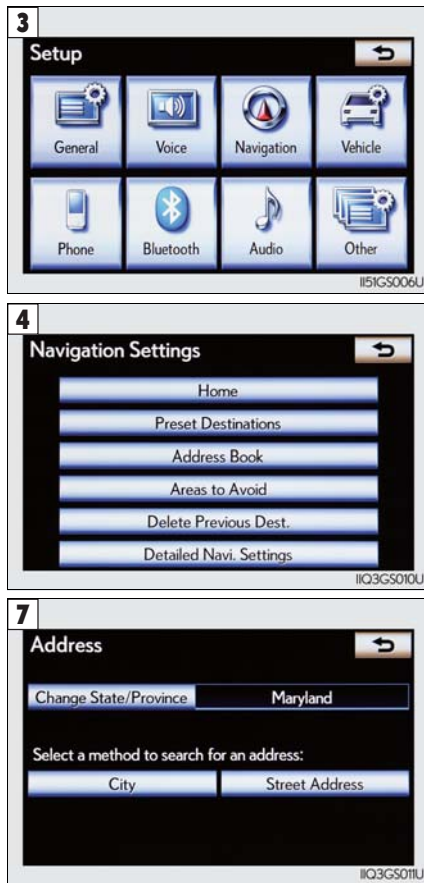 3
Setup
General Voice Navigation Vehicle
Phone Bluetooth Audio Other
II51GS006U
4
Navigation Settings
Home
Preset Destinations
Address Book
Areas to Avoid
Delete Previous Dest.
Detailed Navi. Settings
IIQ3GS010U
7
Address
Change State/Province Maryland
Select a method to search for an address:
City Street Address
IIQ3GS011U